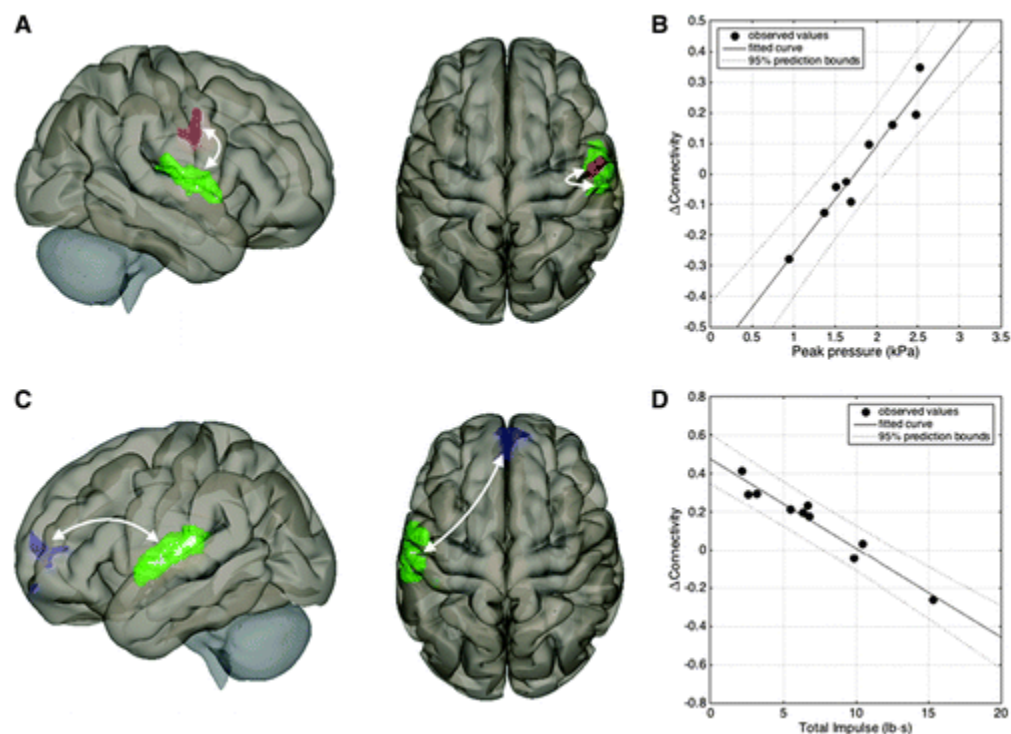 A
B
observed values
fitted curve
95% prediction bounds
ΔConnectivity
0.5
0.4
0.3
0.2
0.1
0
-0.1
-0.2
-0.3
-0.4
-0.5
0 0.5 1 1.5 2 2.5 3 3.5
Peak pressure (kPa)
C
D
observed values
fitted curve
95% prediction bounds
ΔConnectivity
0.8
0.6
0.4
0.2
0
-0.2
-0.4
-0.6
-0.8
0 5 10 15 20
Total Impulse (lb·s)